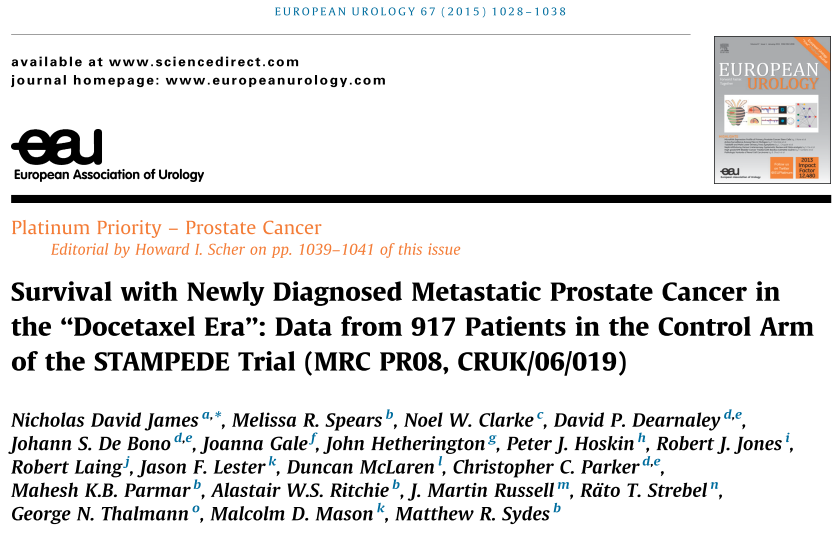 EUROPEAN UROLOGY 67 (2015) 1028–1038
available at www.sciencedirect.com
journal homepage: www.europeanurology.com
EUROPEAN
UROLOGY
2013
Impact
Factor
12.480
eau
European Association of Urology
eau
European Association of Urology
Platinum Priority – Prostate Cancer
Editorial by Howard I. Scher on pp. 1039–1041 of this issue
Survival with Newly Diagnosed Metastatic Prostate Cancer in
the “Docetaxel Era”: Data from 917 Patients in the Control Arm
of the STAMPEDE Trial (MRC PR08, CRUK/06/019)
Nicholas David James a,*, Melissa R. Spears b, Noel W. Clarke c, David P. Dearnaley d,e,
Johann S. De Bono d,e, Joanna Gale f, John Hetherington g, Peter J. Hoskin h, Robert J. Jones i,
Robert Laing j, Jason F. Lester k, Duncan McLaren l, Christopher C. Parker d,e,
Mahesh K.B. Parmar b, Alastair W.S. Ritchie b, J. Martin Russell m, Räto T. Strebel n,
George N. Thalmann o, Malcolm D. Mason k, Matthew R. Sydes b